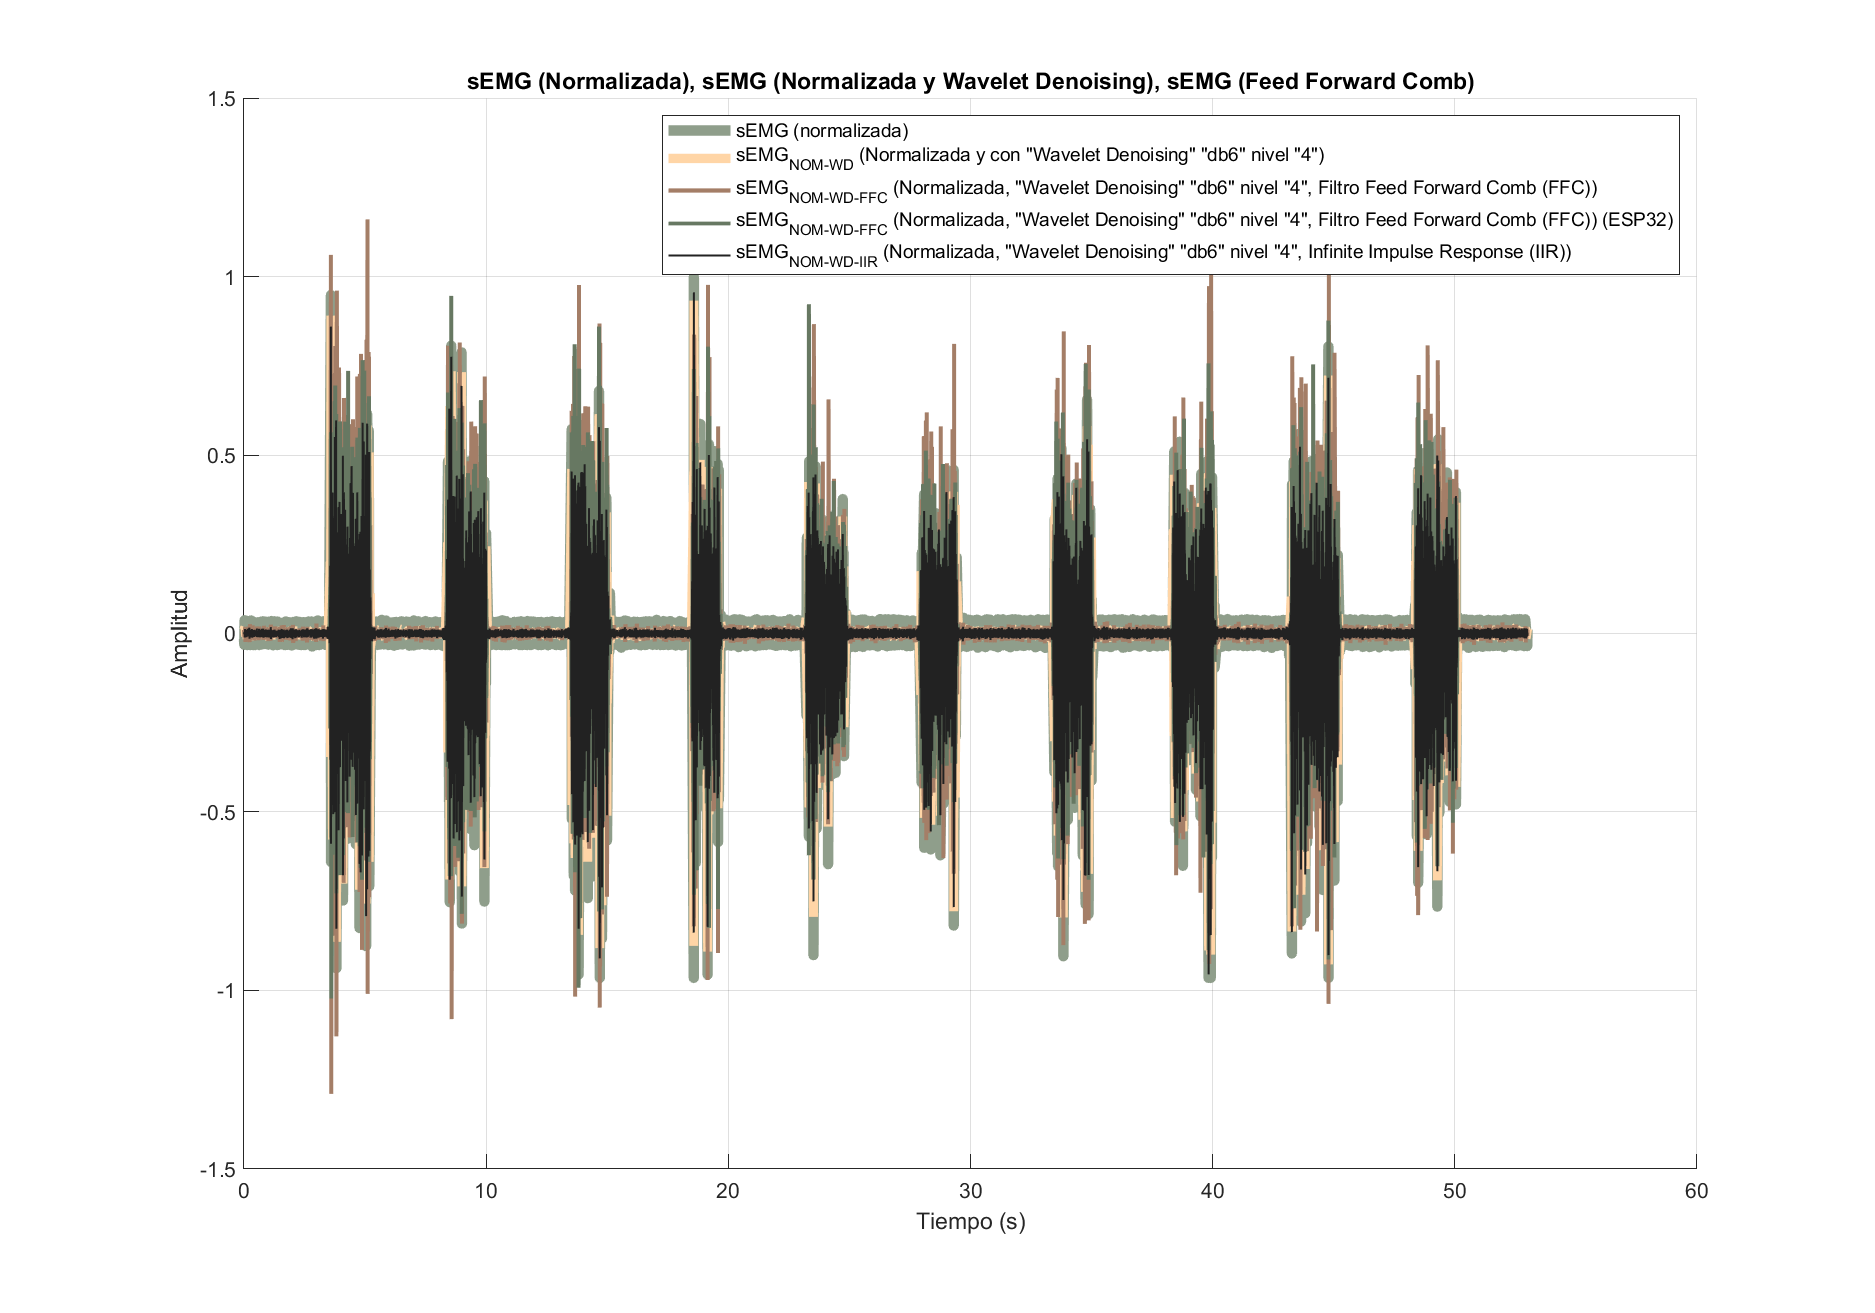 sEMG (Normalizada), sEMG (Normalizada y Wavelet Denoising), sEMG (Feed Forward Comb)
1.5
sEMG (normalizada)
sEMG_NOM-WD (Normalizada y con "Wavelet Denoising" "db6" nivel "4")
sEMG_NOM-WD-FFC (Normalizada, "Wavelet Denoising" "db6" nivel "4", Filtro Feed Forward Comb (FFC))
sEMG_NOM-WD-FFC (Normalizada, "Wavelet Denoising" "db6" nivel "4", Filtro Feed Forward Comb (FFC)) (ESP32)
sEMG_NOM-WD-IIR (Normalizada, "Wavelet Denoising" "db6" nivel "4", Infinite Impulse Response (IIR))
1
0.5
0
-0.5
-1
-1.5
Amplitud
0 10 20 30 40 50 60
Tiempo (s)